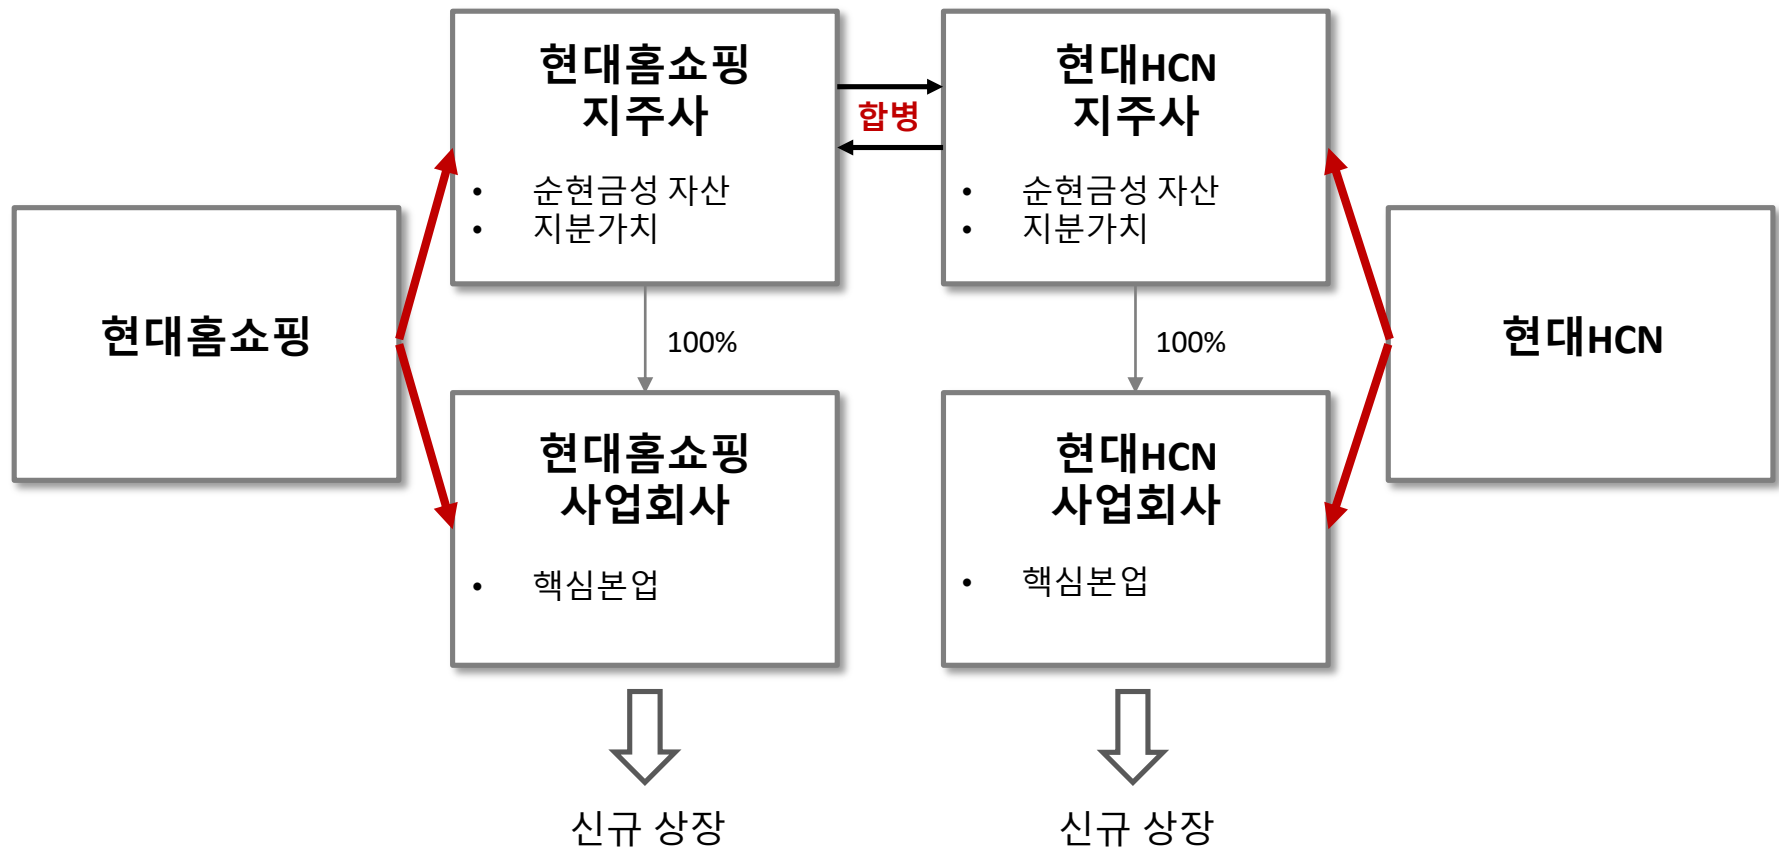 현대홈쇼핑
지주사
• 순현금성 자산
• 지분가치
합병
현대HCN
지주사
• 순현금성 자산
• 지분가치
현대홈쇼핑
100%
100%
현대HCN
현대홈쇼핑
사업회사
• 핵심본업
현대HCN
사업회사
• 핵심본업
신규 상장
신규 상장